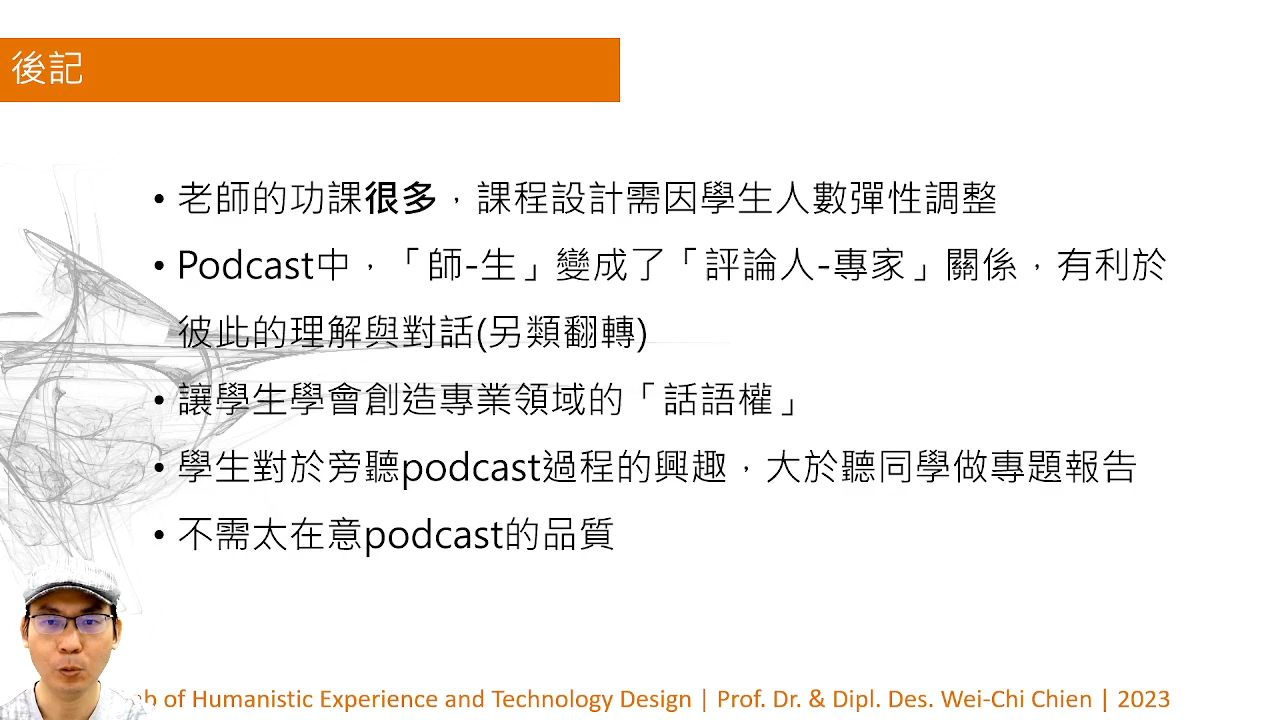 後記
• 老師的功課很多，課程設計需因學生人數彈性調整
• Podcast中，「師-生」變成了「評論人-專家」關係，有利於
彼此的理解與對話(另類翻轉)
• 讓學生學會創造專業領域的「話語權」
• 學生對於旁聽podcast過程的興趣，大於聽同學做專題報告
• 不需太在意podcast的品質
of Humanistic Experience and Technology Design | Prof. Dr. & Dipl. Des. Wei-Chi Chien | 2023